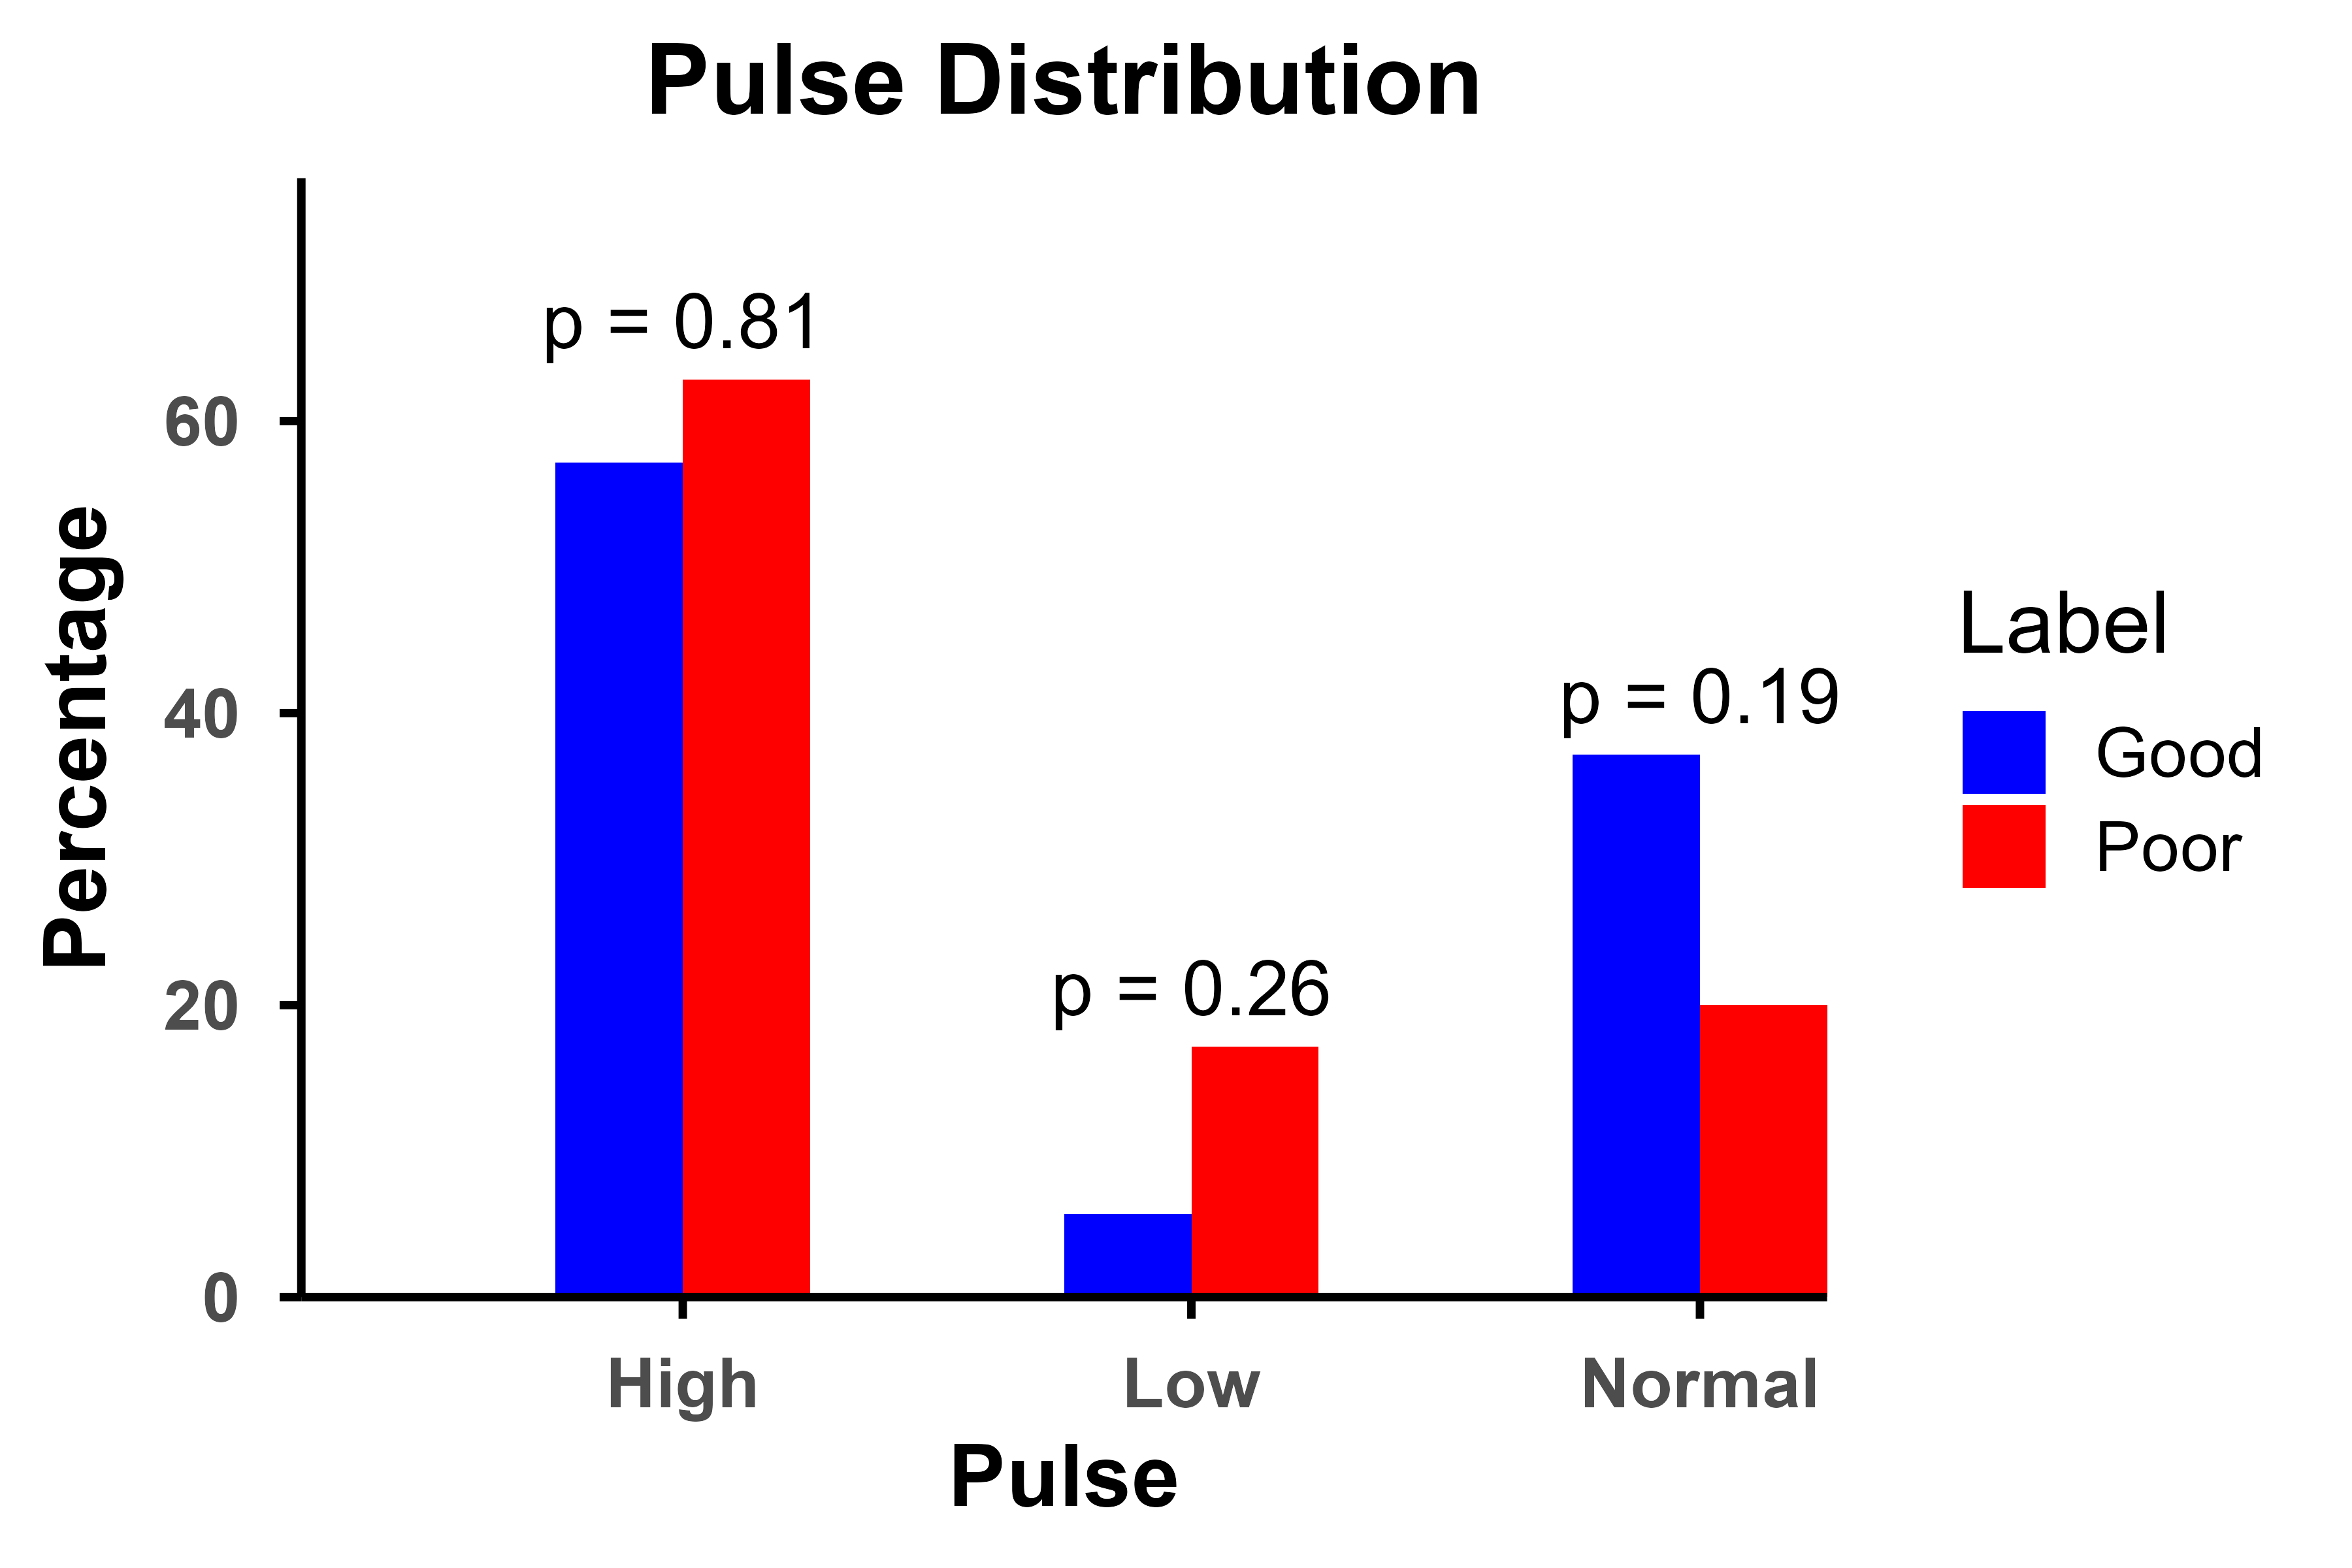 Pulse Distribution
p = 0.81
60
p = 0.19
40
p = 0.26
20
0
Percentage
High
Low
Normal
Pulse
Label
Good
Poor